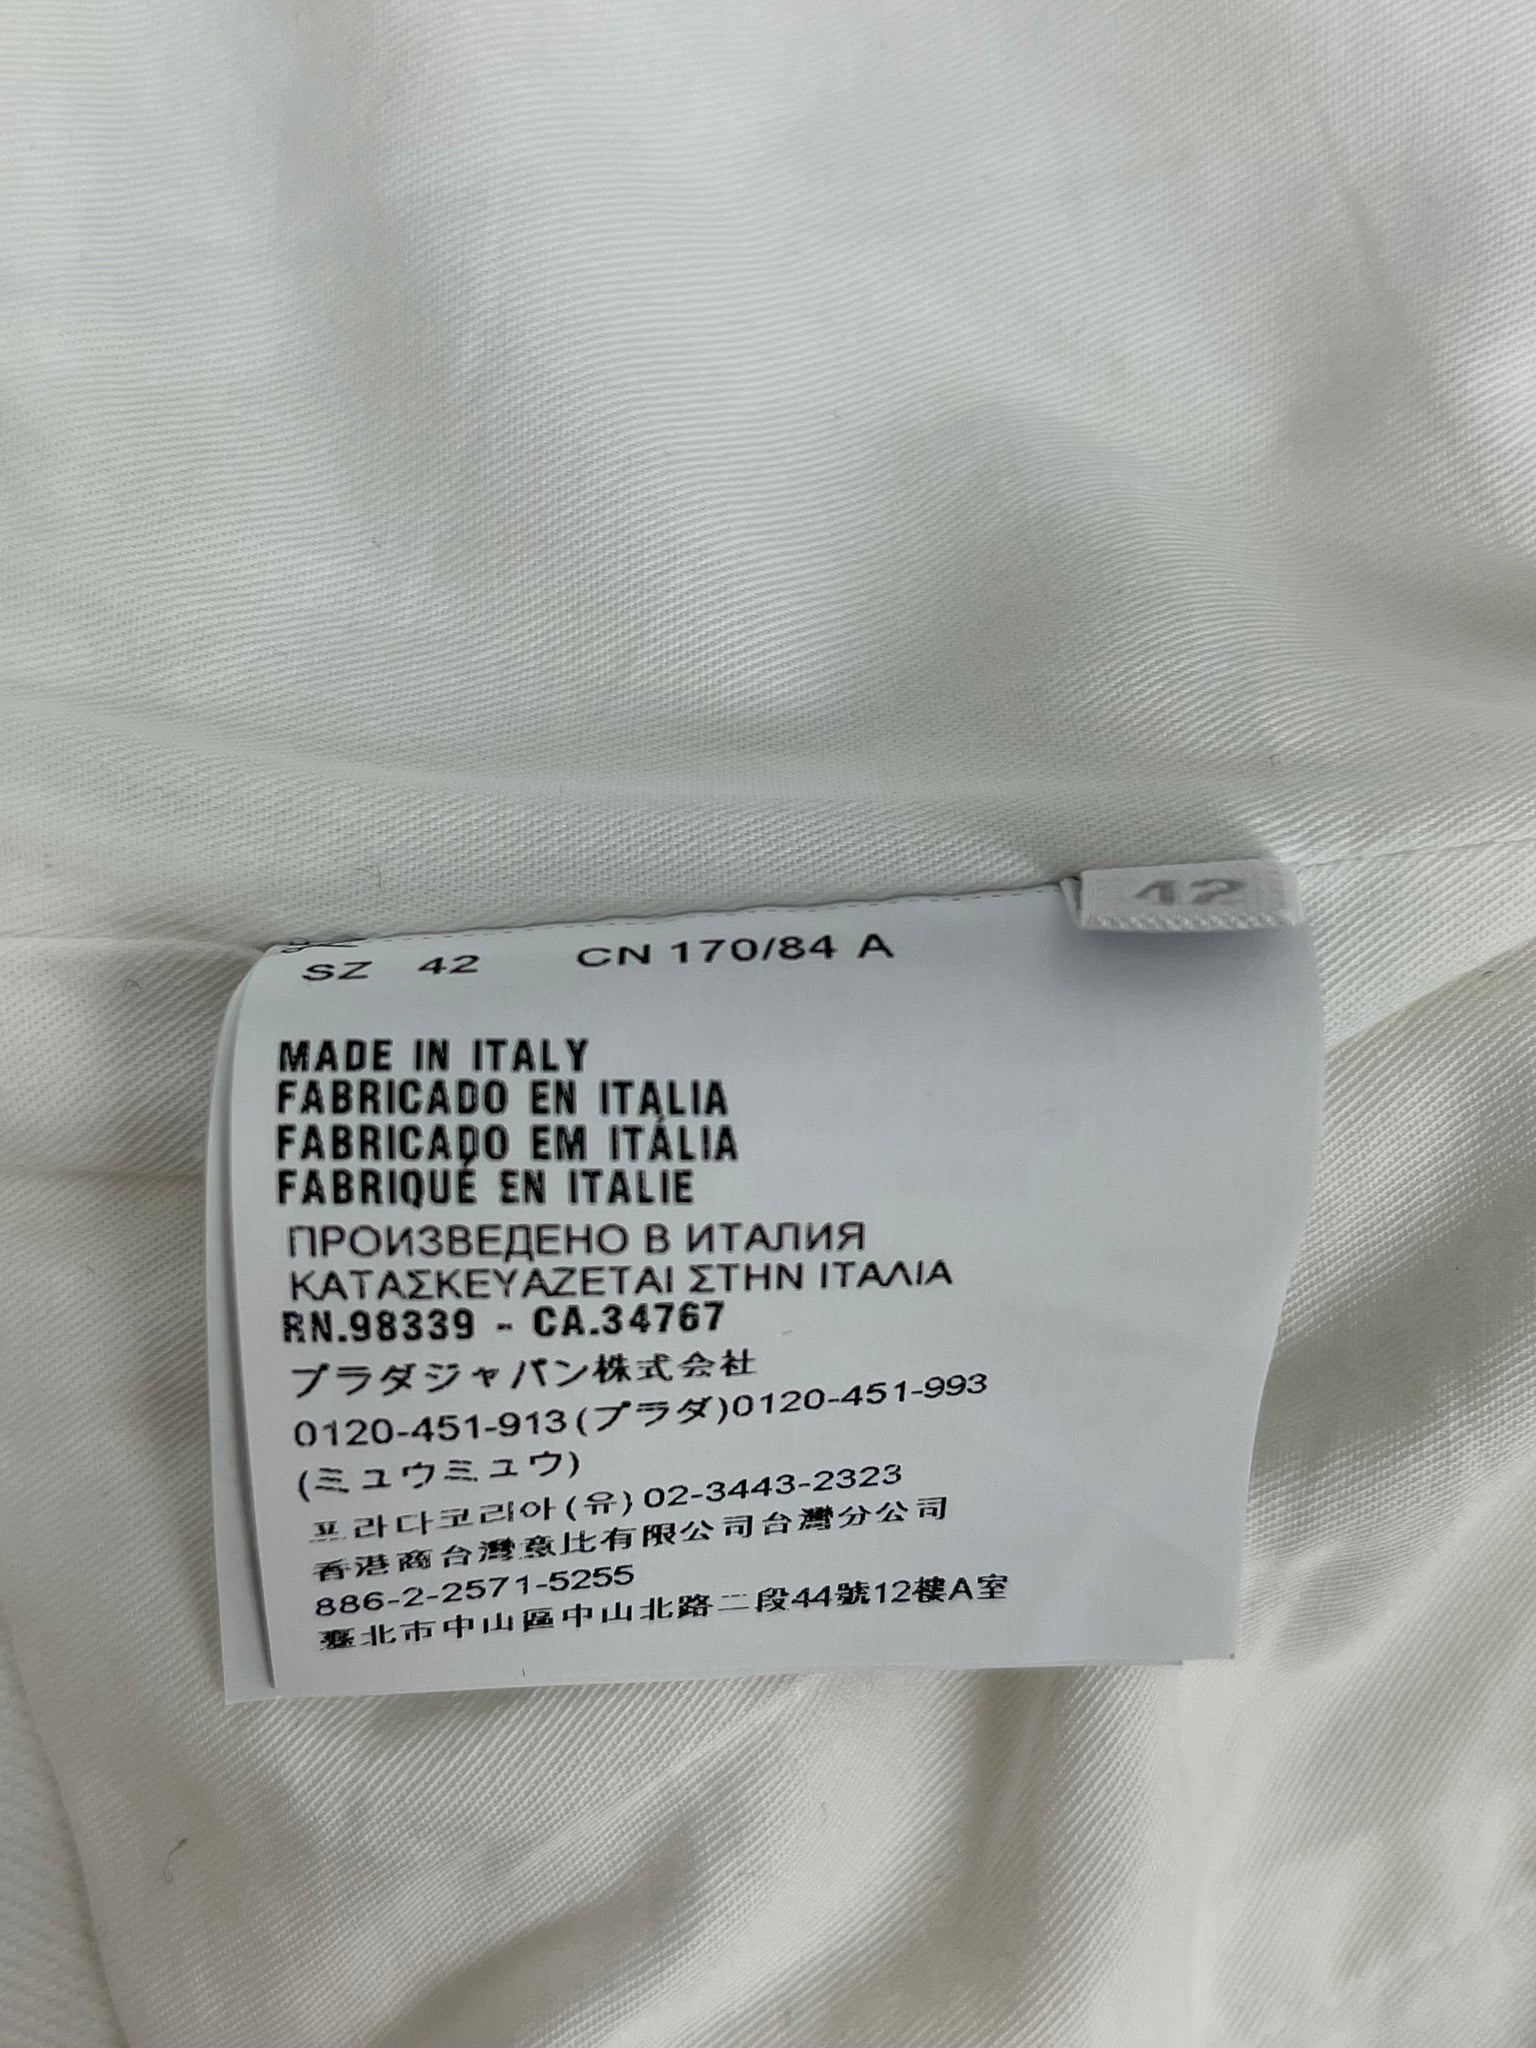 42
SZ 42 CN 170/84 A
MADE IN ITALY
FABRICADO EN ITALIA
FABRICADO EM ITÁLIA
FABRIQUÉ EN ITALIE
ПРОИЗВЕДЕНО В ИТАЛИЯ
ΚΑΤΑΣΚΕΥΑΖΕΤΑΙ ΣΤΗΝ ΙΤΑΛΙΑ
RN.98339 - CA.34767
プラダジャパン株式会社
0120-451-913(プラダ)0120-451-993
(ミュウミュウ)
프라다코리아(유)02-3443-2323
香港商台灣意比有限公司台灣分公司
886-2-2571-5255
臺北市中山區中山北路二段44號12樓A室